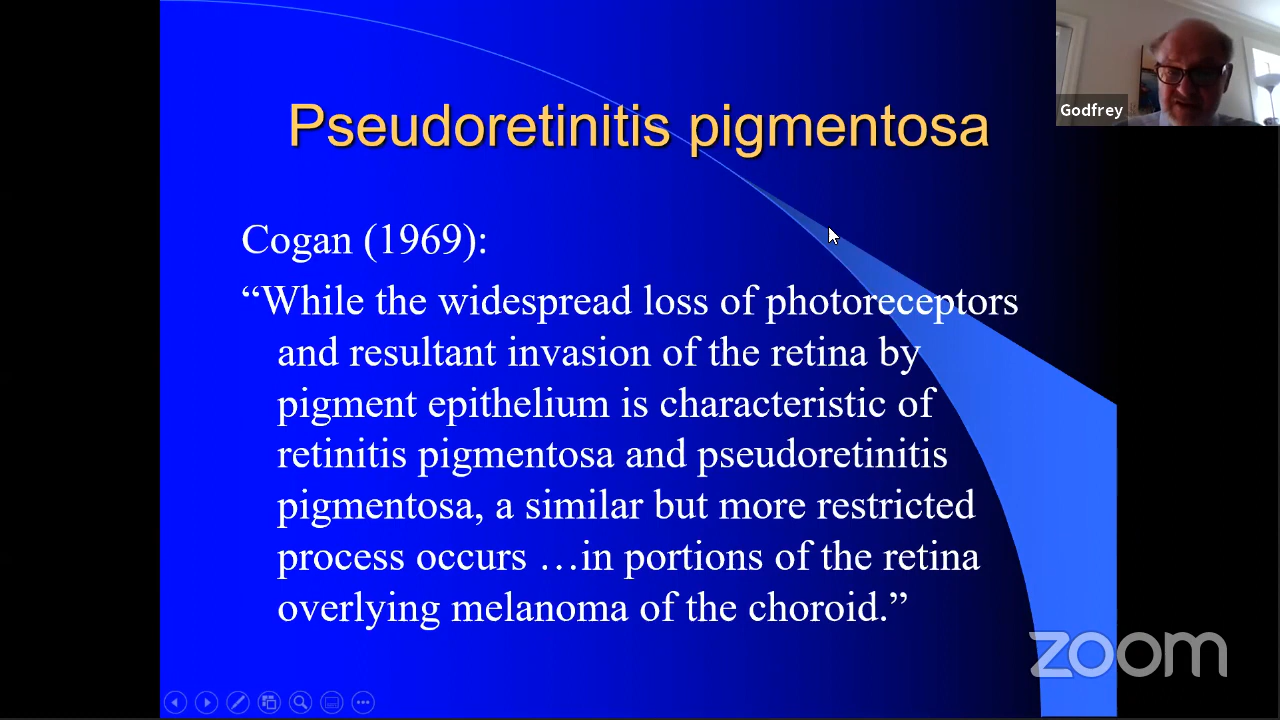 Pseudoretinitis pigmentosa
Godfrey
Cogan (1969):
“While the widespread loss of photoreceptors
and resultant invasion of the retina by
pigment epithelium is characteristic of
retinitis pigmentosa and pseudoretinitis
pigmentosa, a similar but more restricted
process occurs …in portions of the retina
overlying melanoma of the choroid.”
zoom